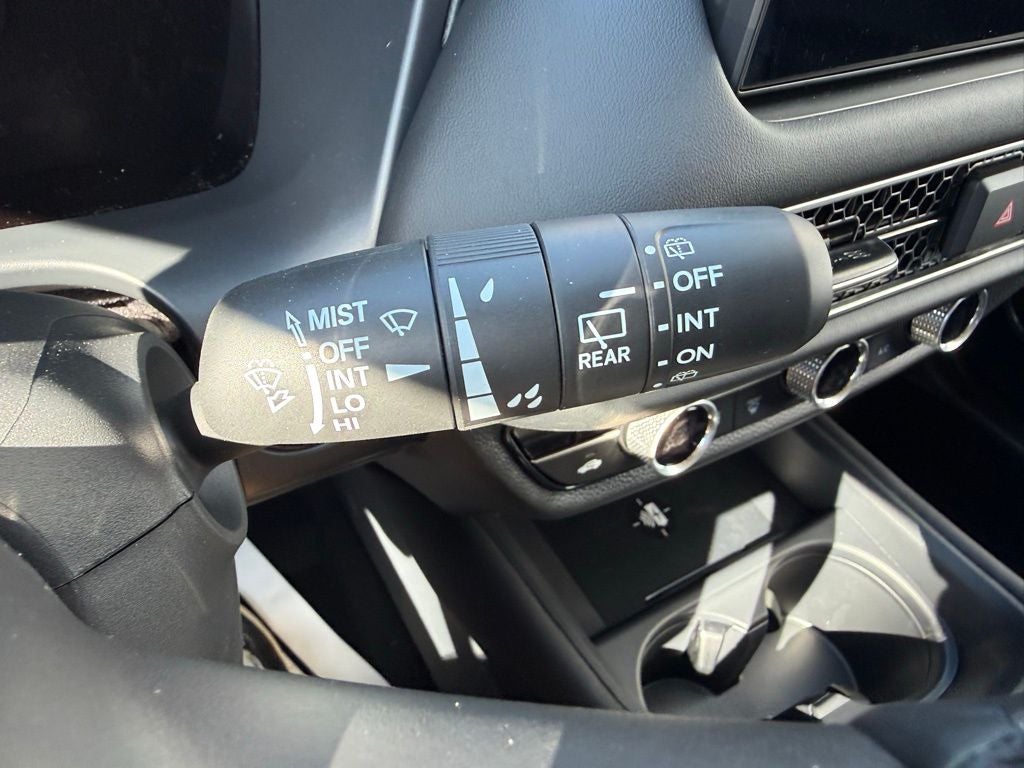 MIST
OFF
INT
LO
HI
REAR
OFF
INT
ON